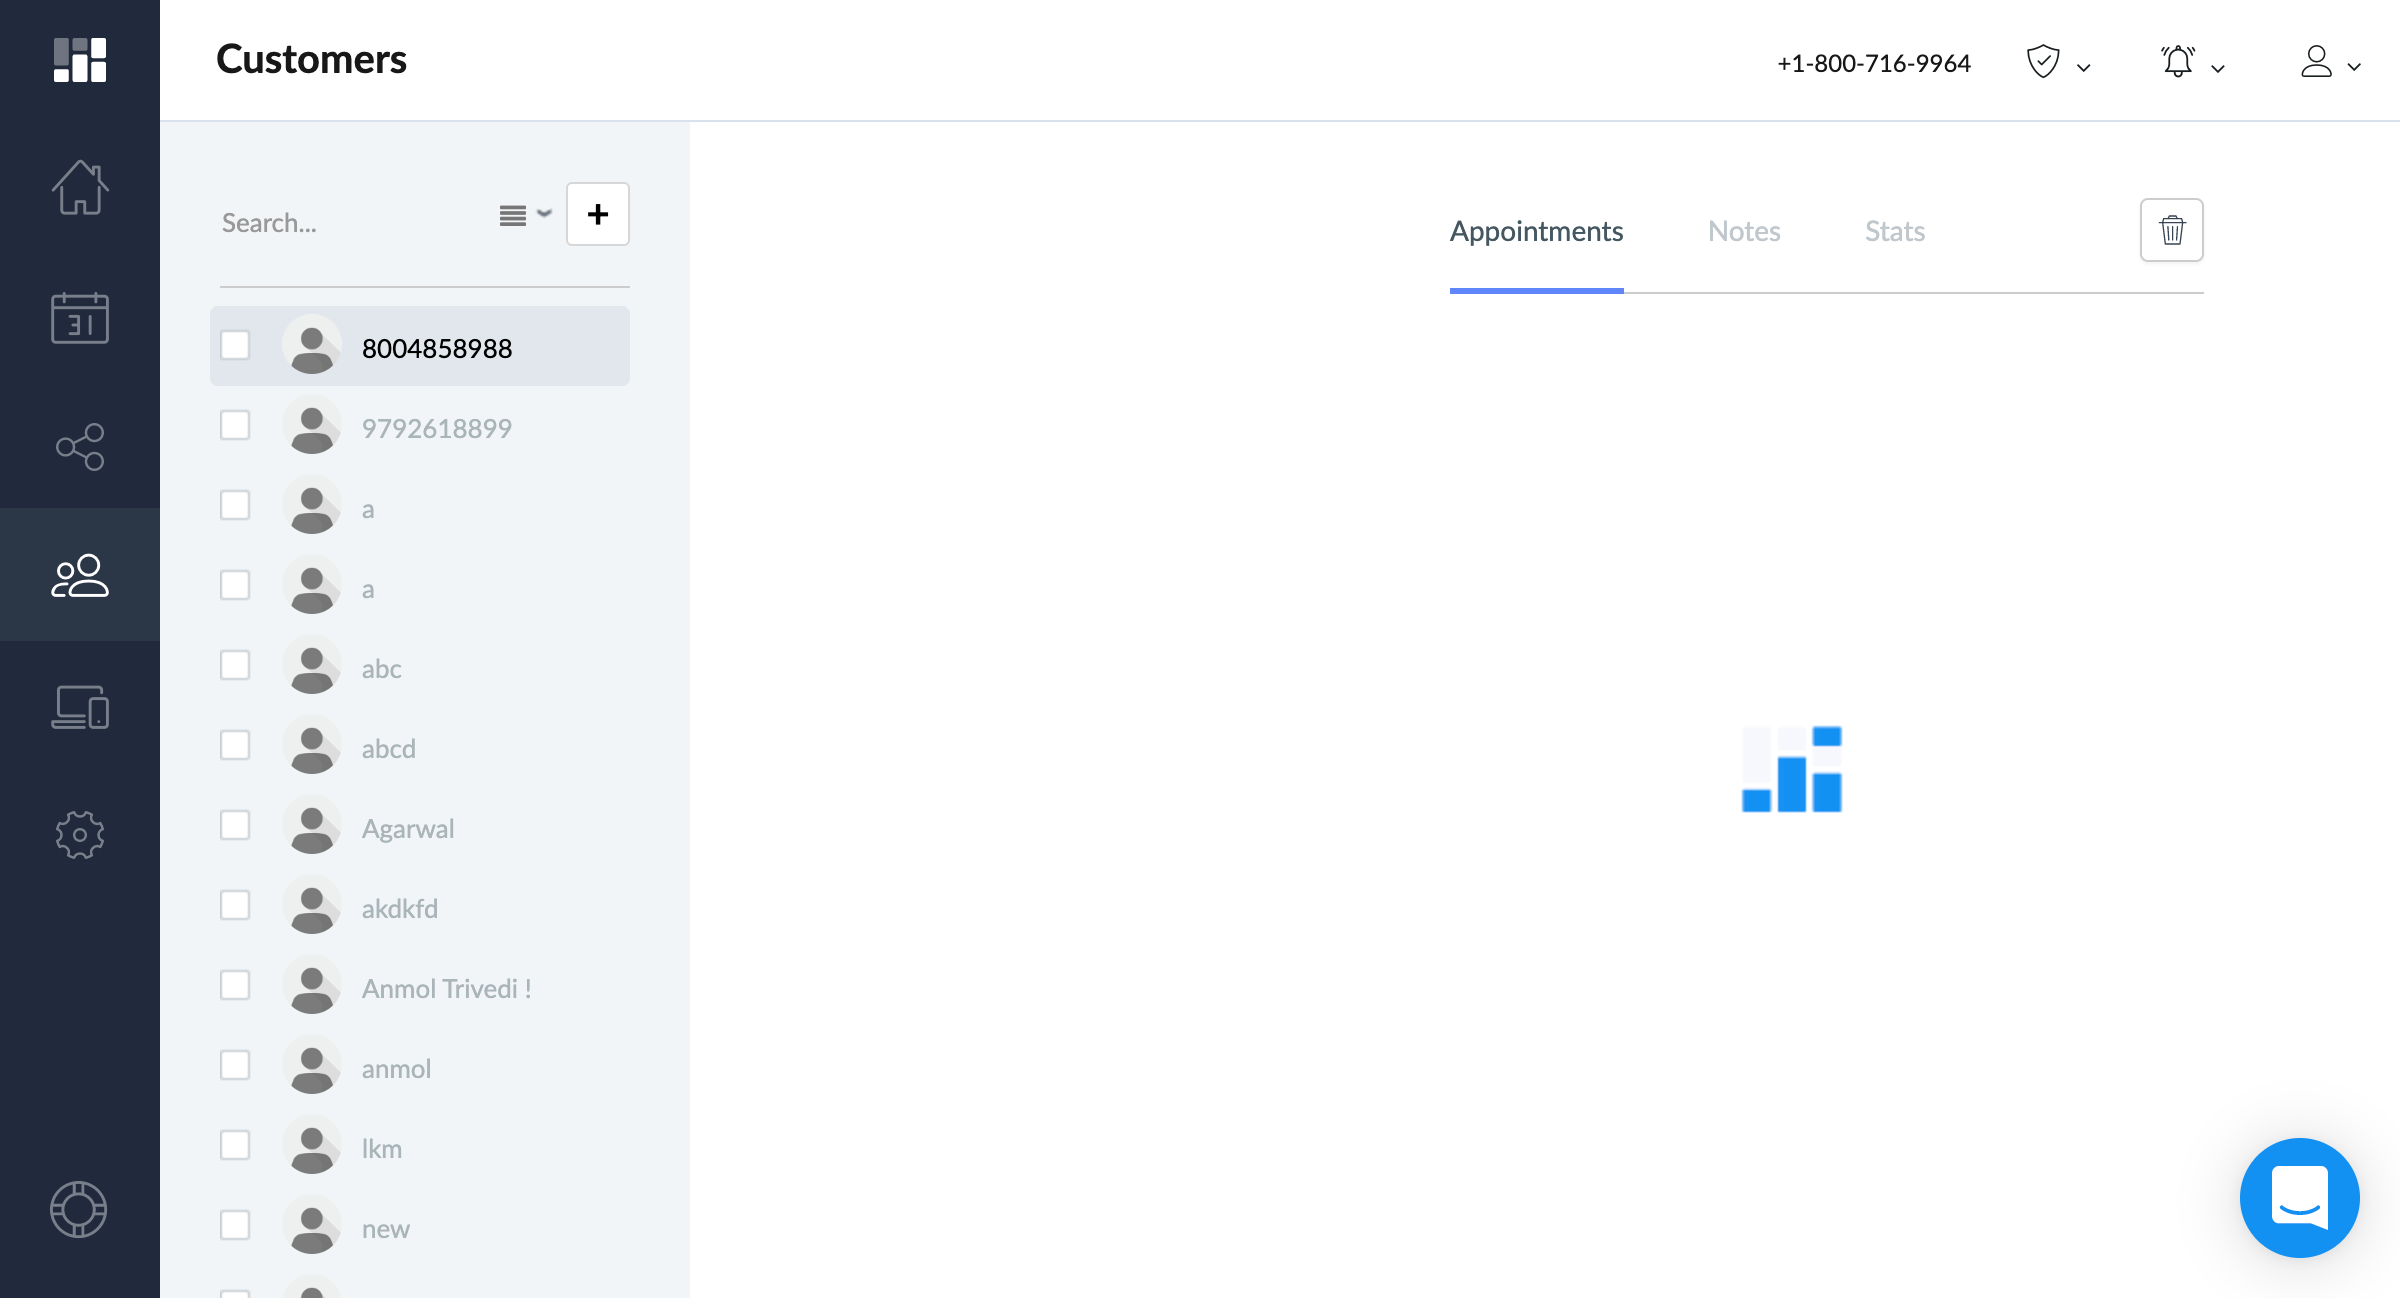 Customers
+1-800-716-9964
Search...
Appointments
Notes
Stats
31
8004858988
9792618899
a
a
abc
abcd
Agarwal
akdkfd
Anmol Trivedi !
anmol
lkm
new